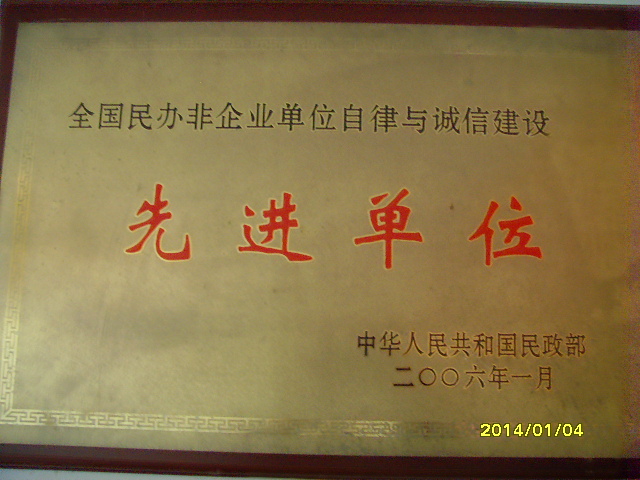 全国民办非企业单位自律与诚信建设
先进单位
中华人民共和国民政部
二〇〇六年一月
2014/01/04